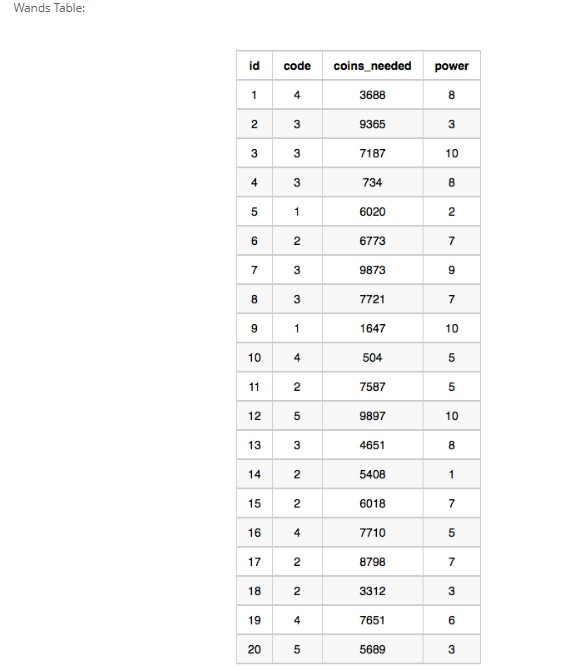 Wands Table:
id code coins_needed power
1 4 3688 8
2 3 9365 3
3 3 7187 10
4 3 734 8
5 1 6020 2
6 2 6773 7
7 3 9873 9
8 3 7721 7
9 1 1647 10
10 4 504 5
11 2 7587 5
12 5 9897 10
13 3 4651 8
14 2 5408 1
15 2 6018 7
16 4 7710 5
17 2 8798 7
18 2 3312 3
19 4 7651 6
20 5 5689 3